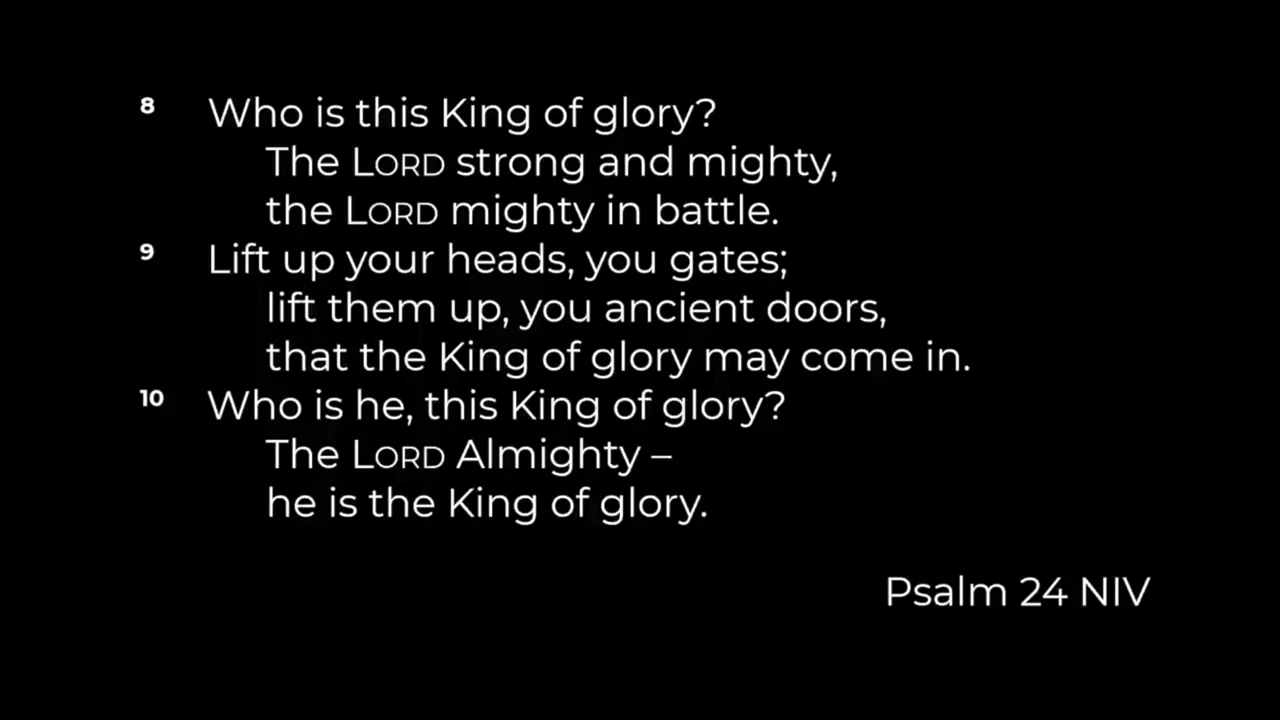 8 Who is this King of glory?
The LORD strong and mighty,
the LORD mighty in battle.
9 Lift up your heads, you gates;
lift them up, you ancient doors,
that the King of glory may come in.
10 Who is he, this King of glory?
The LORD Almighty –
he is the King of glory.
Psalm 24 NIV